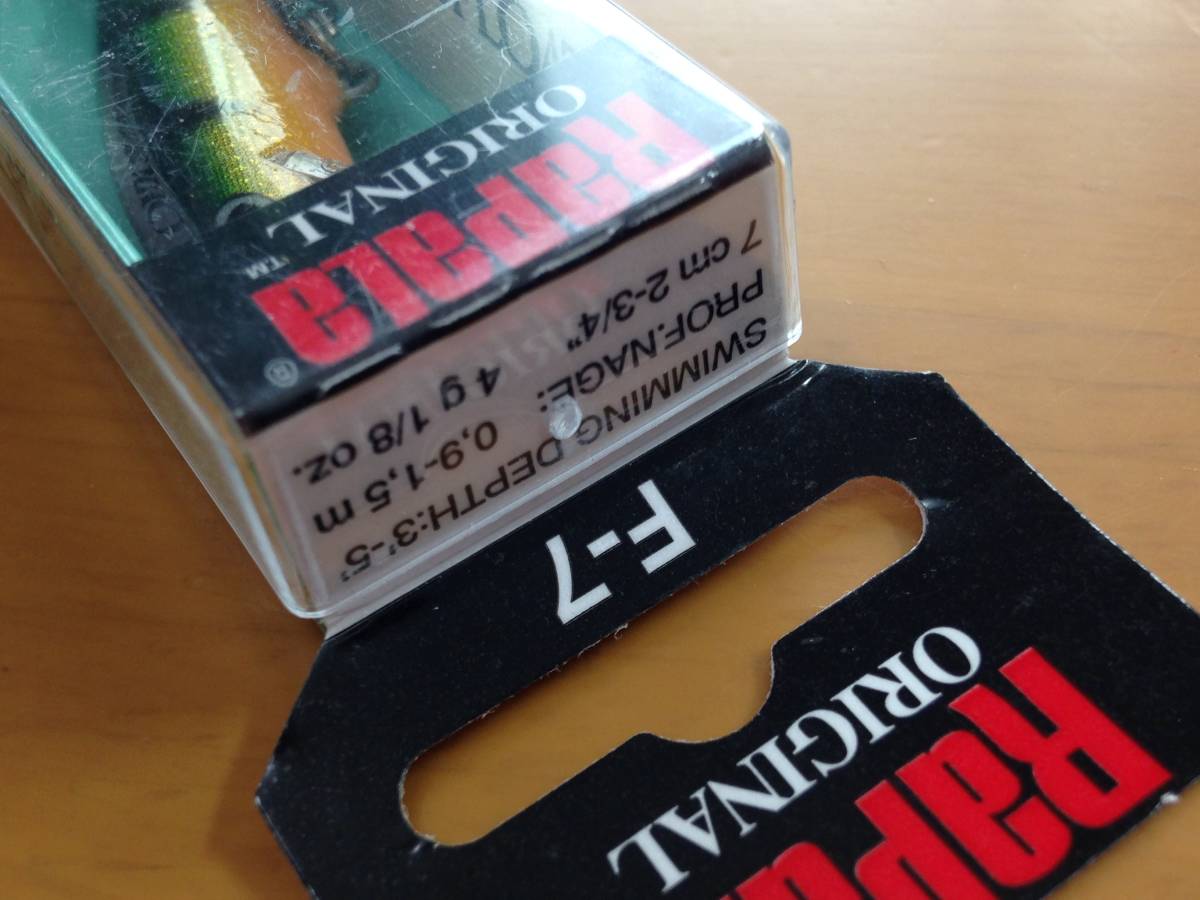 RaPaLa®
ORIGINAL™
7 cm 2-3/4" 4 g 1/8 oz.
PROF.NAGE: 0,9-1,5 m
SWIMMING DEPTH:3'-5'
F-7
ORIGINAL
RaPaLa